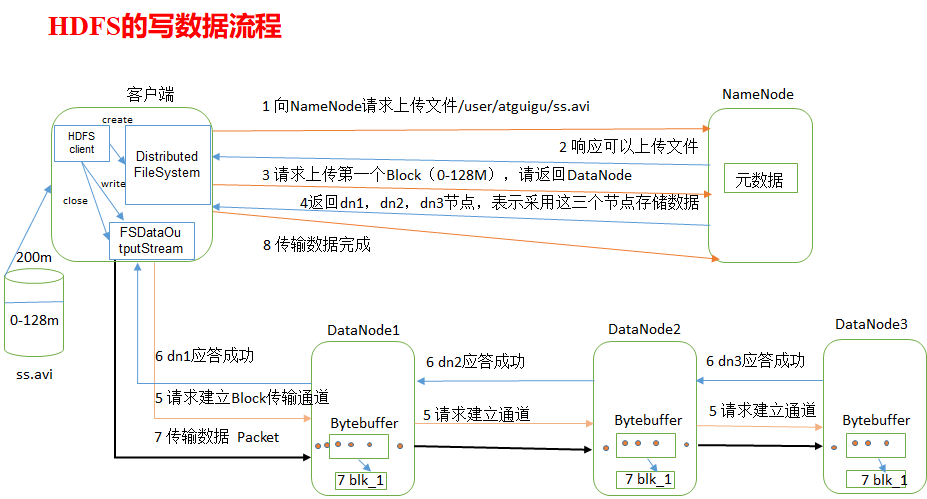 HDFS的写数据流程
客户端
NameNode
create
HDFS
client
Distributed
FileSystem
write
close
FSDataOu
tputStream
1 向NameNode请求上传文件/user/atguigu/ss.avi
2 响应可以上传文件
3 请求上传第一个Block（0-128M），请返回DataNode
4返回dn1，dn2，dn3节点，表示采用这三个节点存储数据
8 传输数据完成
元数据
200m
0-128m
ss.avi
DataNode1
DataNode2
DataNode3
6 dn1应答成功
6 dn2应答成功
6 dn3应答成功
5 请求建立Block传输通道
5 请求建立通道
5 请求建立通道
7 传输数据 Packet
Bytebuffer
Bytebuffer
Bytebuffer
7 blk_1
7 blk_1
7 blk_1